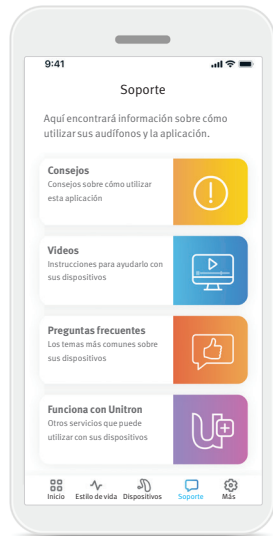 9:41
Soporte
Aquí encontrará información sobre cómo
utilizar sus audífonos y la aplicación.
Consejos
Consejos sobre cómo utilizar
esta aplicación
Videos
Instrucciones para ayudarlo con
sus dispositivos
Preguntas frecuentes
Los temas más comunes sobre
sus dispositivos
Funciona con Unitron
Otros servicios que puede
utilizar con sus dispositivos
Inicio Estilo de vida Dispositivos Soporte Más